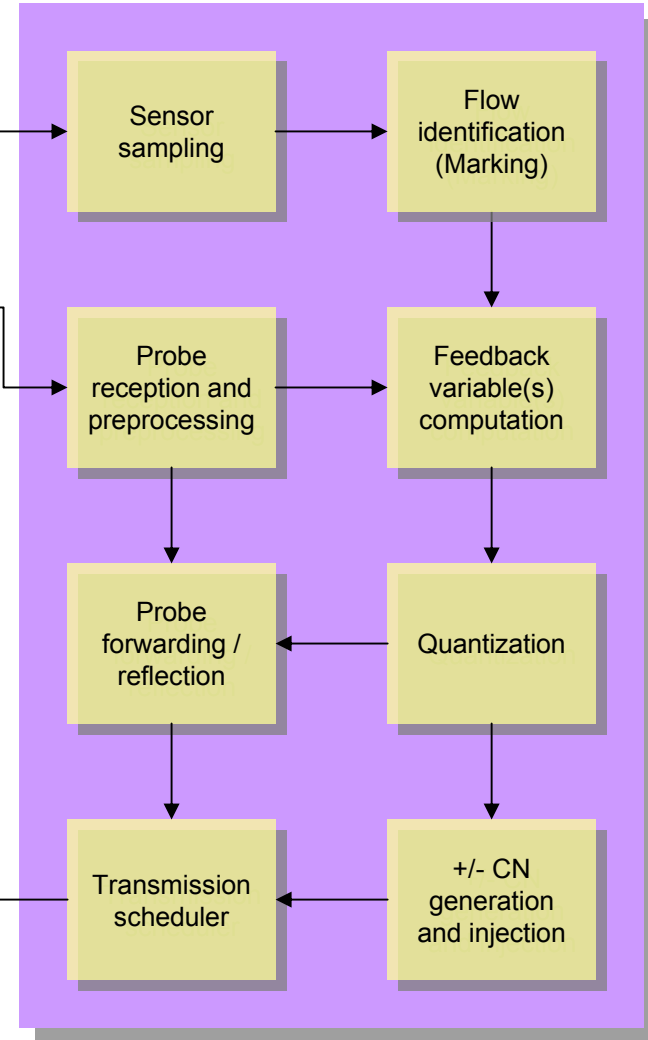 Sensor
sampling
Flow
identification
(Marking)
Probe
reception and
preprocessing
Feedback
variable(s)
computation
Probe
forwarding /
reflection
Quantization
Transmission
scheduler
+/- CN
generation
and injection